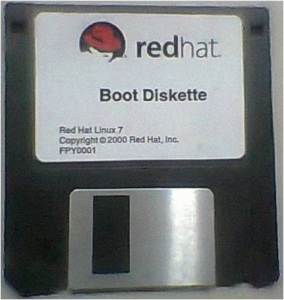 redhat
Boot Diskette
Red Hat Linux 7
Copyright © 2000 Red Hat, Inc.
FPY0001